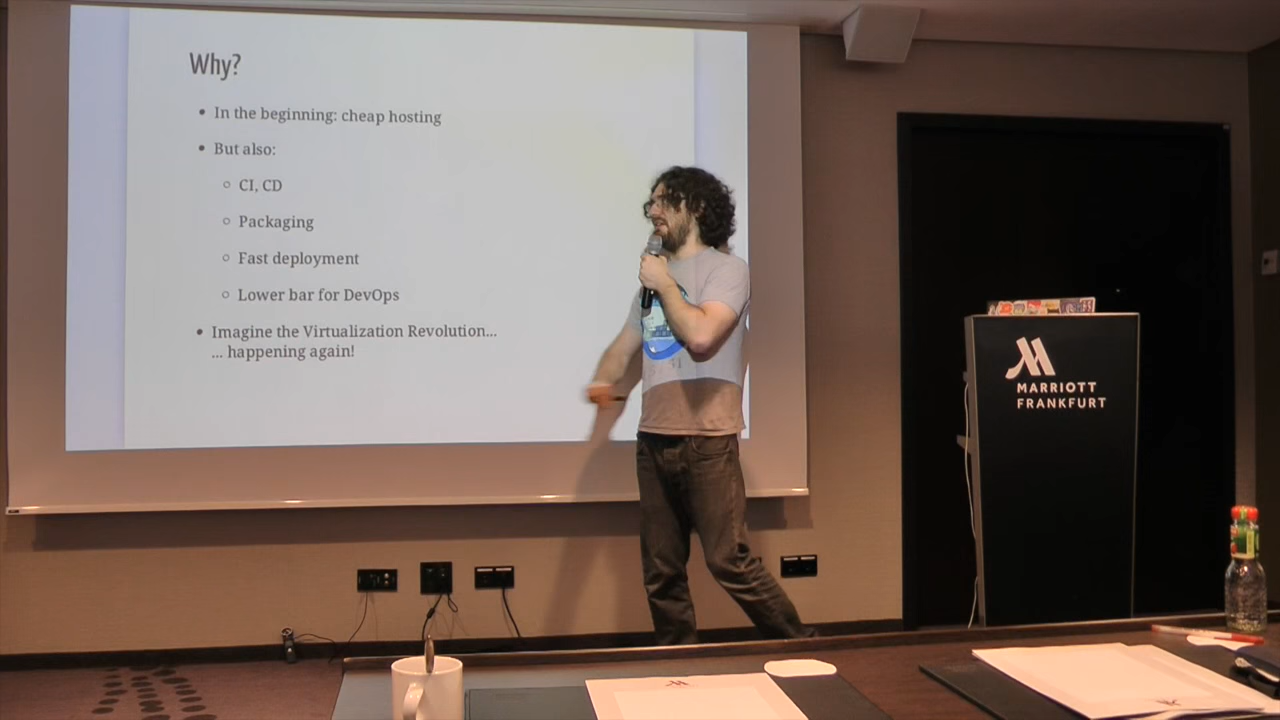 Why?
• In the beginning: cheap hosting
• But also:
○ CI, CD
○ Packaging
○ Fast deployment
○ Lower bar for DevOps
• Imagine the Virtualization Revolution...
... happening again!
MARRIOTT
FRANKFURT